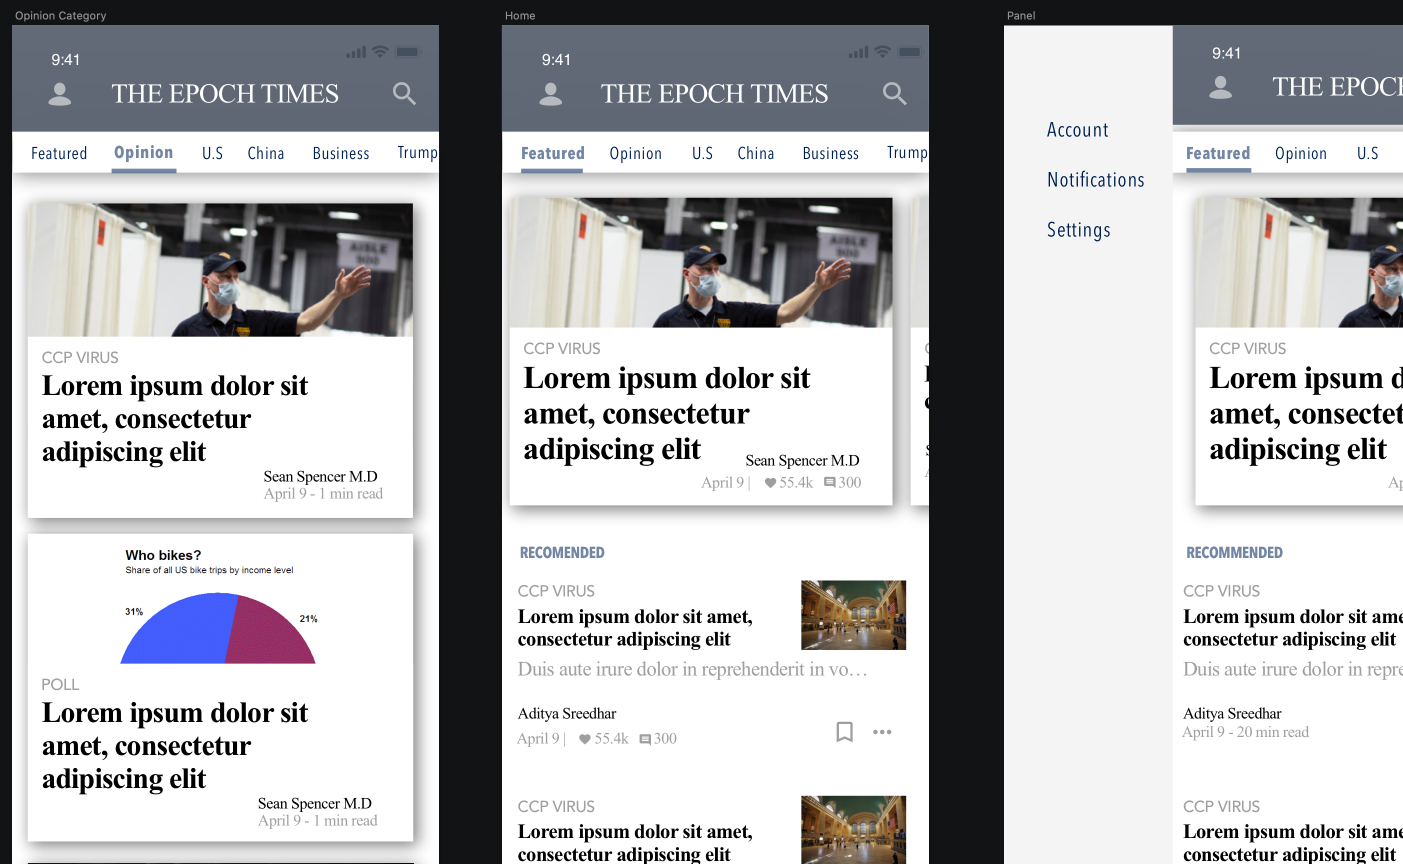 Opinion Category
9:41
THE EPOCH TIMES
Featured Opinion U.S China Business Trump
AISLE
900
CCP VIRUS
Lorem ipsum dolor sit
amet, consectetur
adipiscing elit
Sean Spencer M.D
April 9 - 1 min read
Who bikes?
Share of all US bike trips by income level
31%
21%
POLL
Lorem ipsum dolor sit
amet, consectetur
adipiscing elit
Sean Spencer M.D
April 9 - 1 min read
Home
9:41
THE EPOCH TIMES
Featured Opinion U.S China Business Trump
AISLE
900
CCP VIRUS
Lorem ipsum dolor sit
amet, consectetur
adipiscing elit
Sean Spencer M.D
April 9 | 55.4k 300
RECOMENDED
CCP VIRUS
Lorem ipsum dolor sit amet,
consectetur adipiscing elit
Duis aute irure dolor in reprehenderit in vo…
Aditya Sreedhar
April 9 | 55.4k 300
CCP VIRUS
Lorem ipsum dolor sit amet,
consectetur adipiscing elit
Panel
Account
Notifications
Settings
9:41
THE EPOC
Featured Opinion U.S
CCP VIRUS
Lorem ipsum d
amet, consectet
adipiscing elit
Ap
RECOMMENDED
CCP VIRUS
Lorem ipsum dolor sit ame
consectetur adipiscing elit
Duis aute irure dolor in repre
Aditya Sreedhar
April 9 - 20 min read
CCP VIRUS
Lorem ipsum dolor sit ame
consectetur adipiscing elit